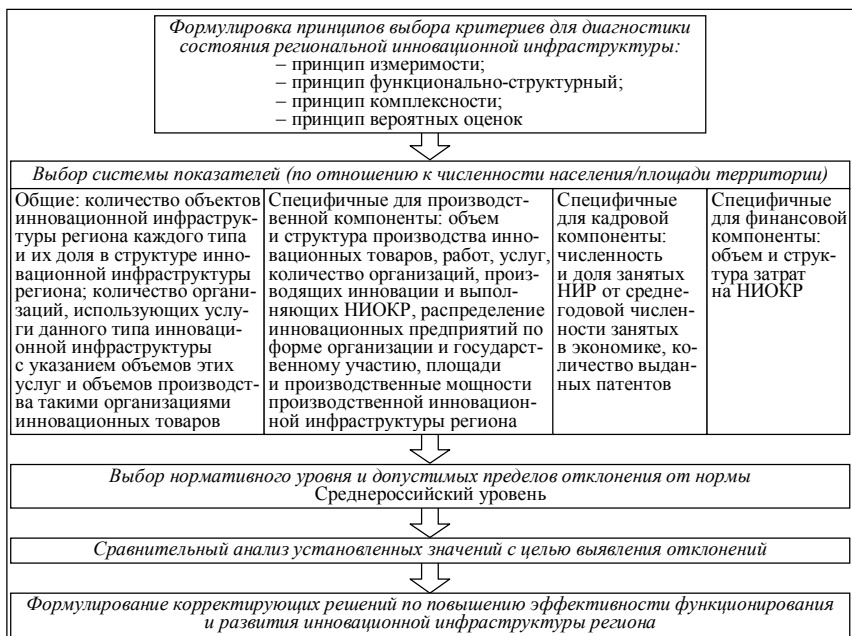 Формулировка принципов выбора критериев для диагностики
состояния региональной инновационной инфраструктуры:
– принцип измеримости;
– принцип функционально-структурный;
– принцип комплексности;
– принцип вероятных оценок
Выбор системы показателей (по отношению к численности населения/площади территории)
Общие: количество объектов
инновационной инфраструк-
туры региона каждого типа
и их доля в структуре инно-
вационной инфраструктуры
региона; количество органи-
заций, использующих услу-
ги данного типа инноваци-
онной инфраструктуры
с указанием объемов этих
услуг и объемов производст-
ва такими организациями
инновационных товаров
Специфичные для производст-
венной компоненты: объем
и структура производства инно-
вационных товаров, работ, услуг,
количество организаций, произ-
водящих инновации и выпол-
няющих НИОКР, распределение
инновационных предприятий по
форме организации и государст-
венному участию, площади
и производственные мощности
производственной инновацион-
ной инфраструктуры региона
Специфичные
для кадровой
компоненты:
численность
и доля занятых
НИР от средне-
годовой числен-
ности занятых
в экономике, ко-
личество выдан-
ных патентов
Специфичные
для финансовой
компоненты:
объем и струк-
тура затрат
на НИОКР
Выбор нормативного уровня и допустимых пределов отклонения от нормы
Среднероссийский уровень
Сравнительный анализ установленных значений с целью выявления отклонений
Формулирование корректирующих решений по повышению эффективности функционирования
и развития инновационной инфраструктуры региона